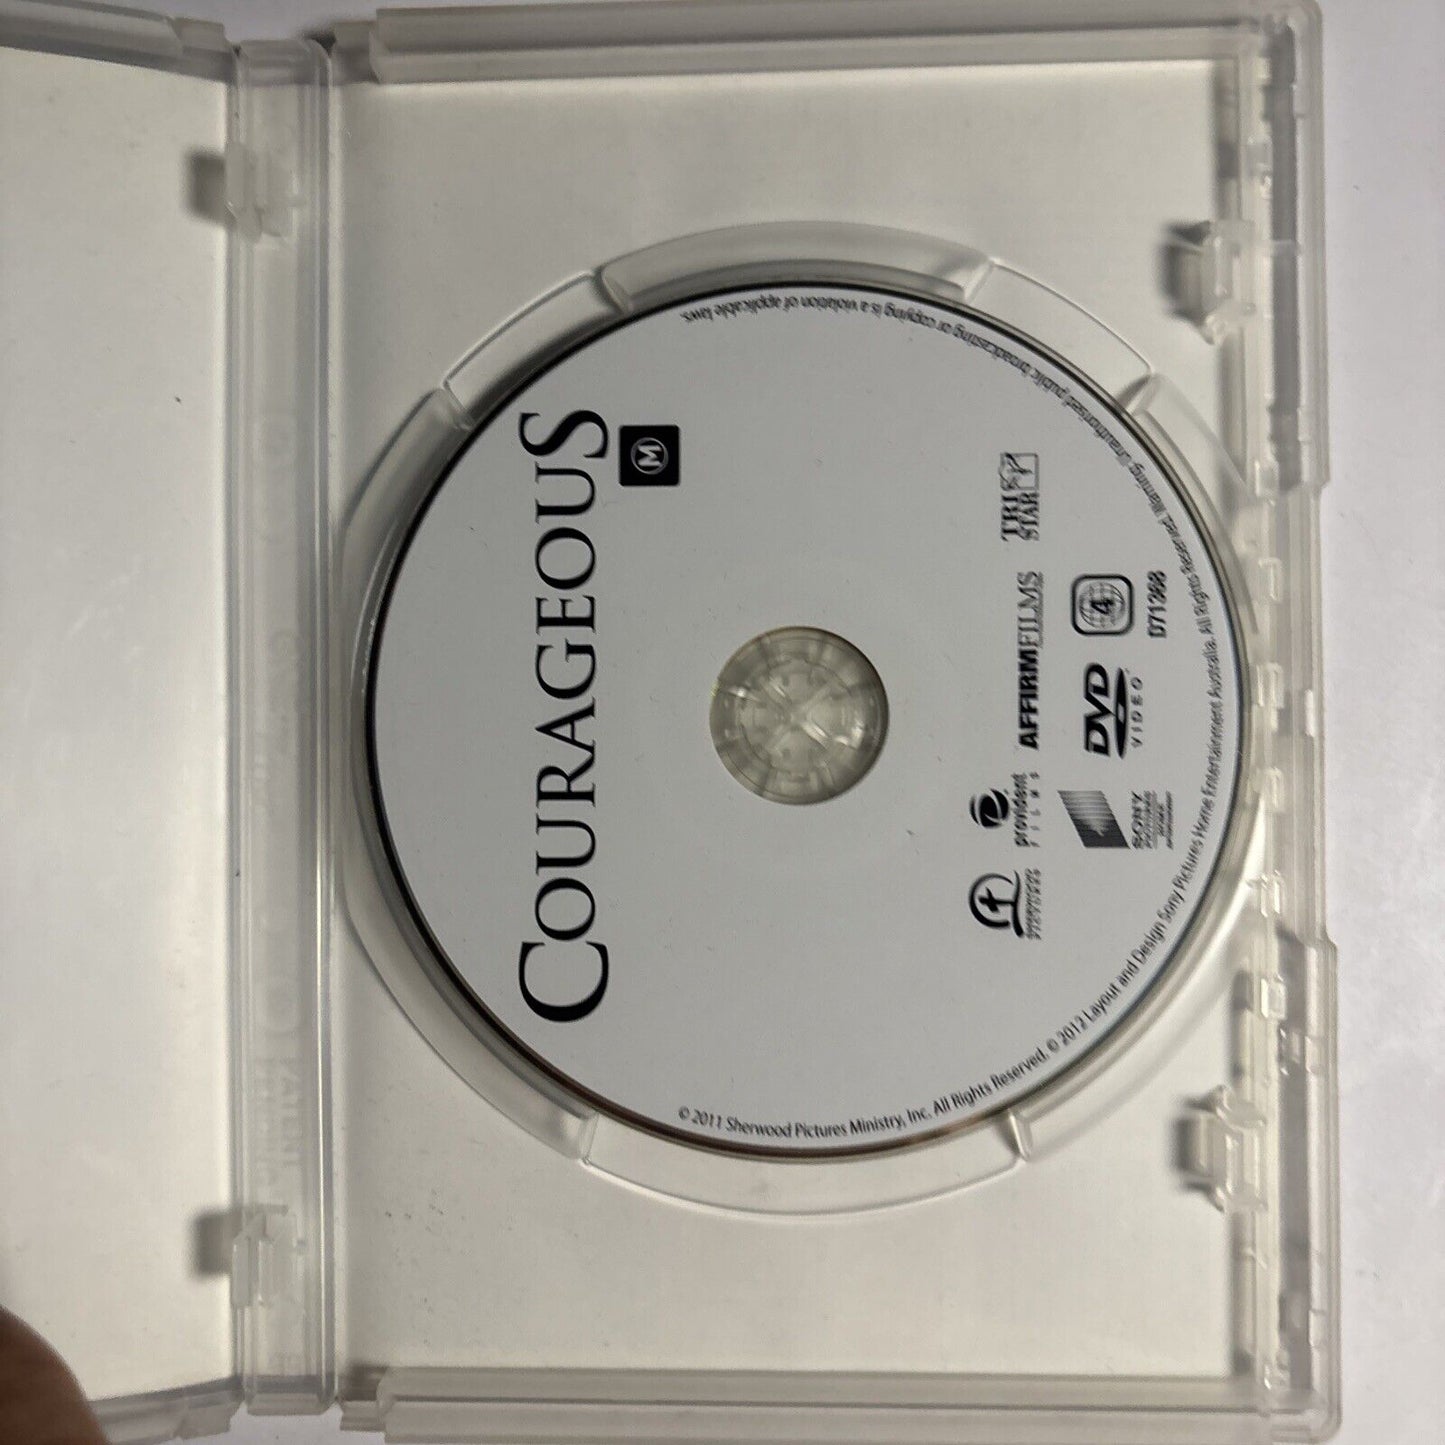 COURAGEOUS
M
provident
FILMS
AFFIRMFILMS
TRI
STAR
SONY
PICTURES
DVD
VIDEO
4
D71368
© 2011 Sherwood Pictures Ministry, Inc. All Rights Reserved. © 2012 Layout and Design Sony Pictures Home Entertainment Australia. All Rights Reserved. Warning: Unauthorised public broadcasting or copying is a violation of applicable laws.